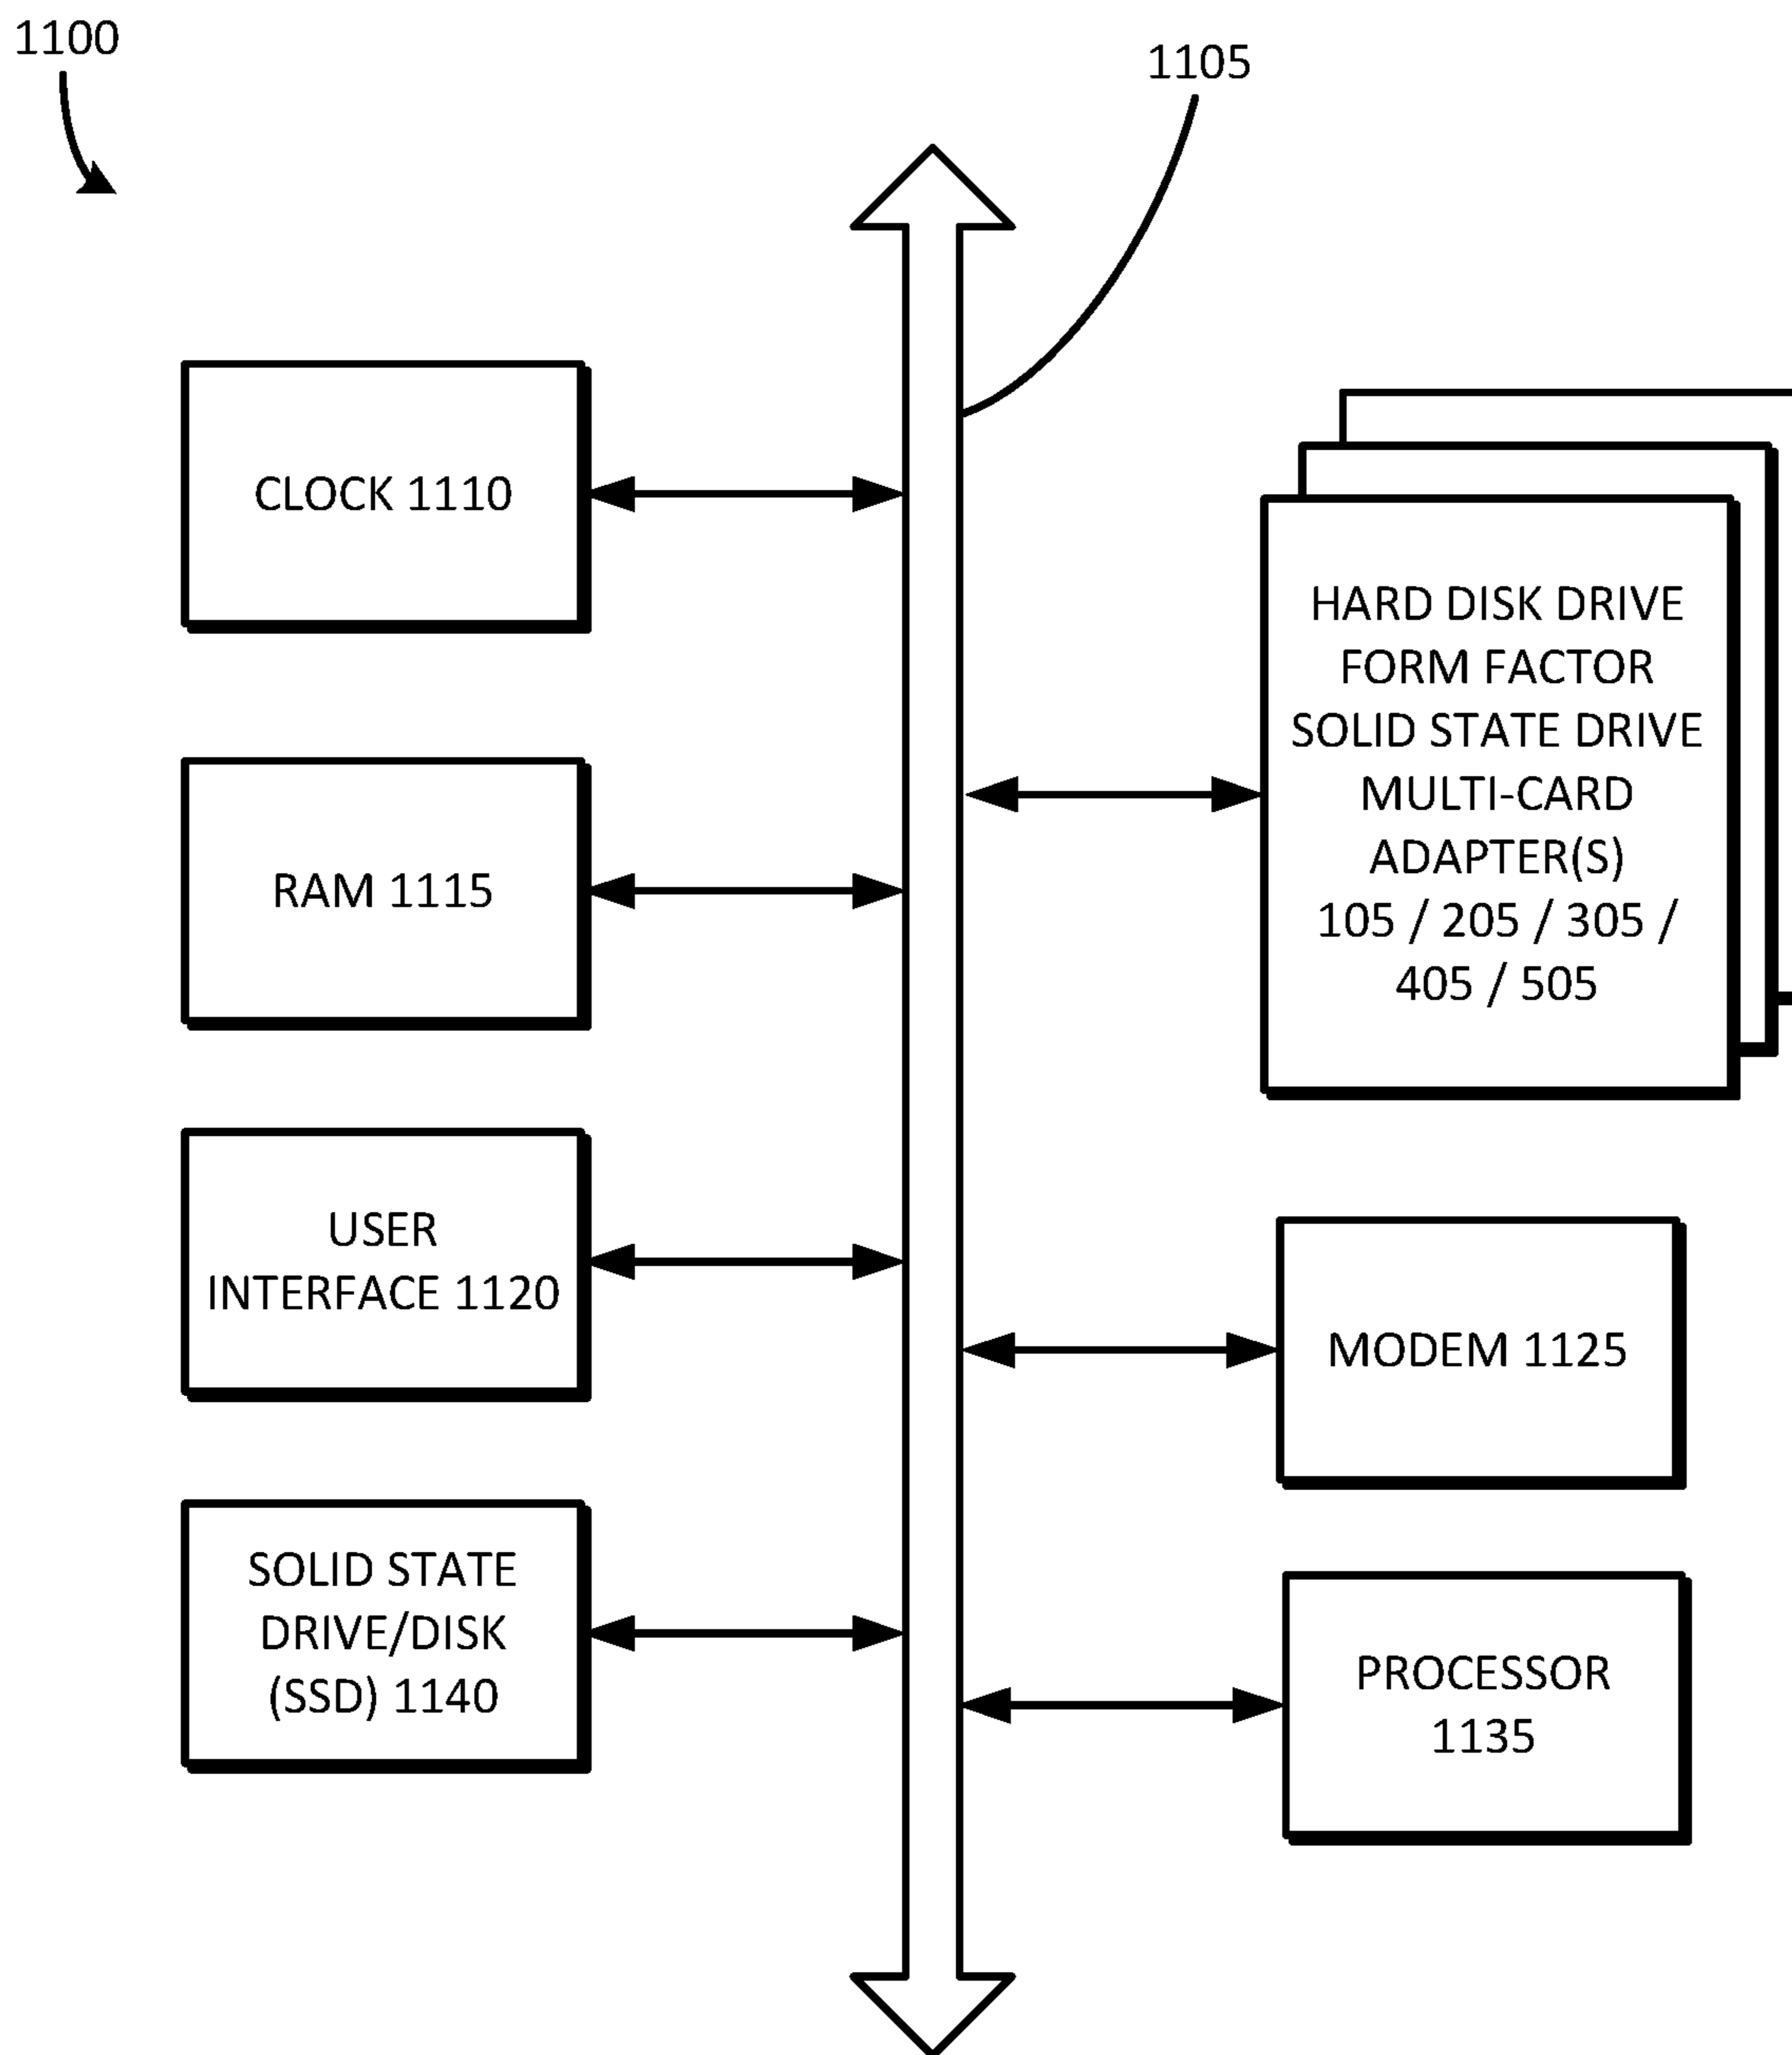 1100
1105
CLOCK 1110
RAM 1115
USER
INTERFACE 1120
SOLID STATE
DRIVE/DISK
(SSD) 1140
HARD DISK DRIVE
FORM FACTOR
SOLID STATE DRIVE
MULTI-CARD
ADAPTER(S)
105 / 205 / 305 /
405 / 505
MODEM 1125
PROCESSOR
1135